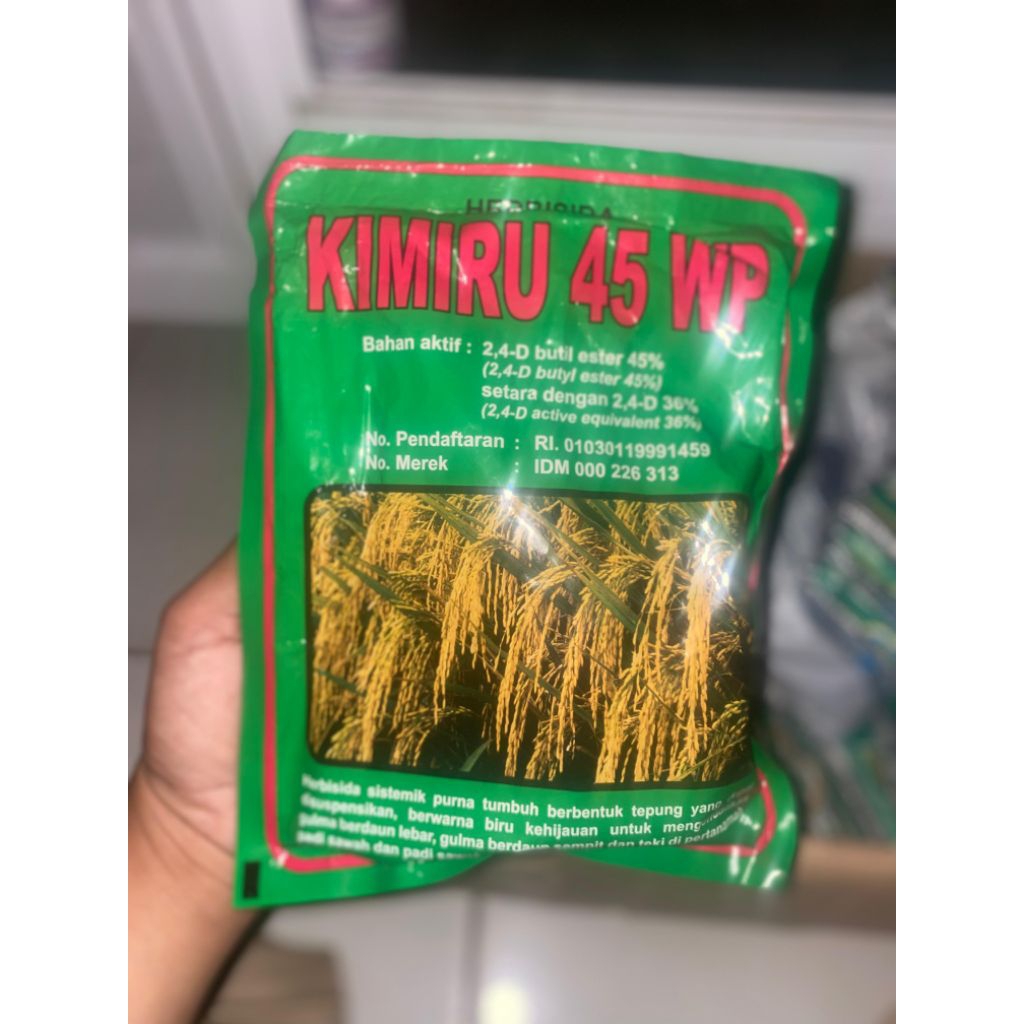 HERBISIDA
KIMIRU 45 WP
Bahan aktif : 2,4-D butil ester 45%
(2,4-D butyl ester 45%)
setara dengan 2,4-D 36%
(2,4-D active equivalent 36%)
No. Pendaftaran : RI. 01030119991459
No. Merek : IDM 000 226 313
Herbisida sistemik purna tumbuh berbentuk tepung yang
disuspensikan, berwarna biru kehijauan untuk
gulma berdaun lebar, gulma berdaun sempit dan teki di pertanaman
padi sawah dan padi